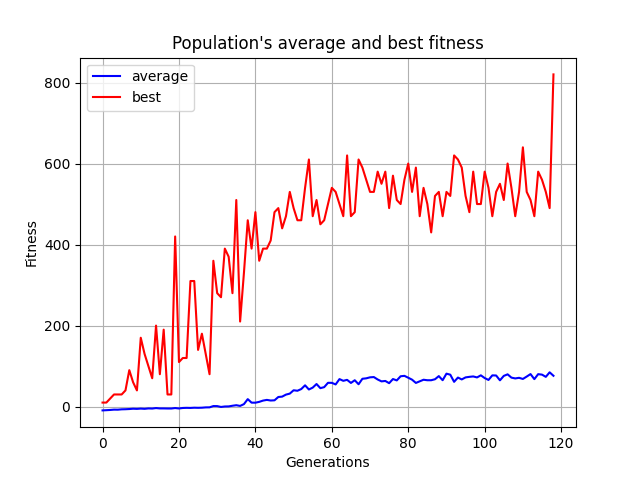 Population's average and best fitness
average
best
Fitness
800
600
400
200
0
0 20 40 60 80 100 120
Generations